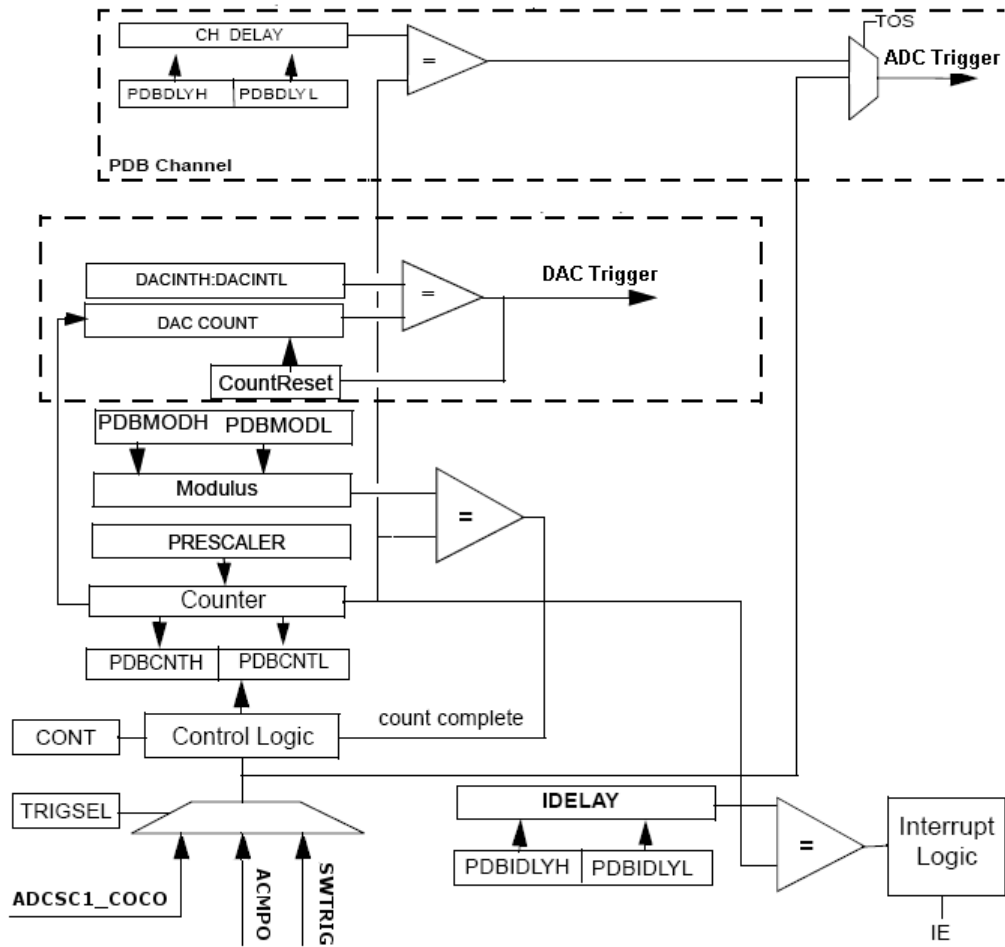 CH DELAY
PDBDLYH PDBDLYL
=
TOS
ADC Trigger
PDB Channel
DACINTH:DACINTL
DAC COUNT
=
DAC Trigger
CountReset
PDBMODH PDBMODL
Modulus
=
PRESCALER
Counter
PDBCNTH PDBCNTL
CONT
Control Logic
count complete
TRIGSEL
ADCSC1_COCO
ACMPO
SWTRIG
IDELAY
PDBIDLYH PDBIDLYL
=
Interrupt
Logic
IE